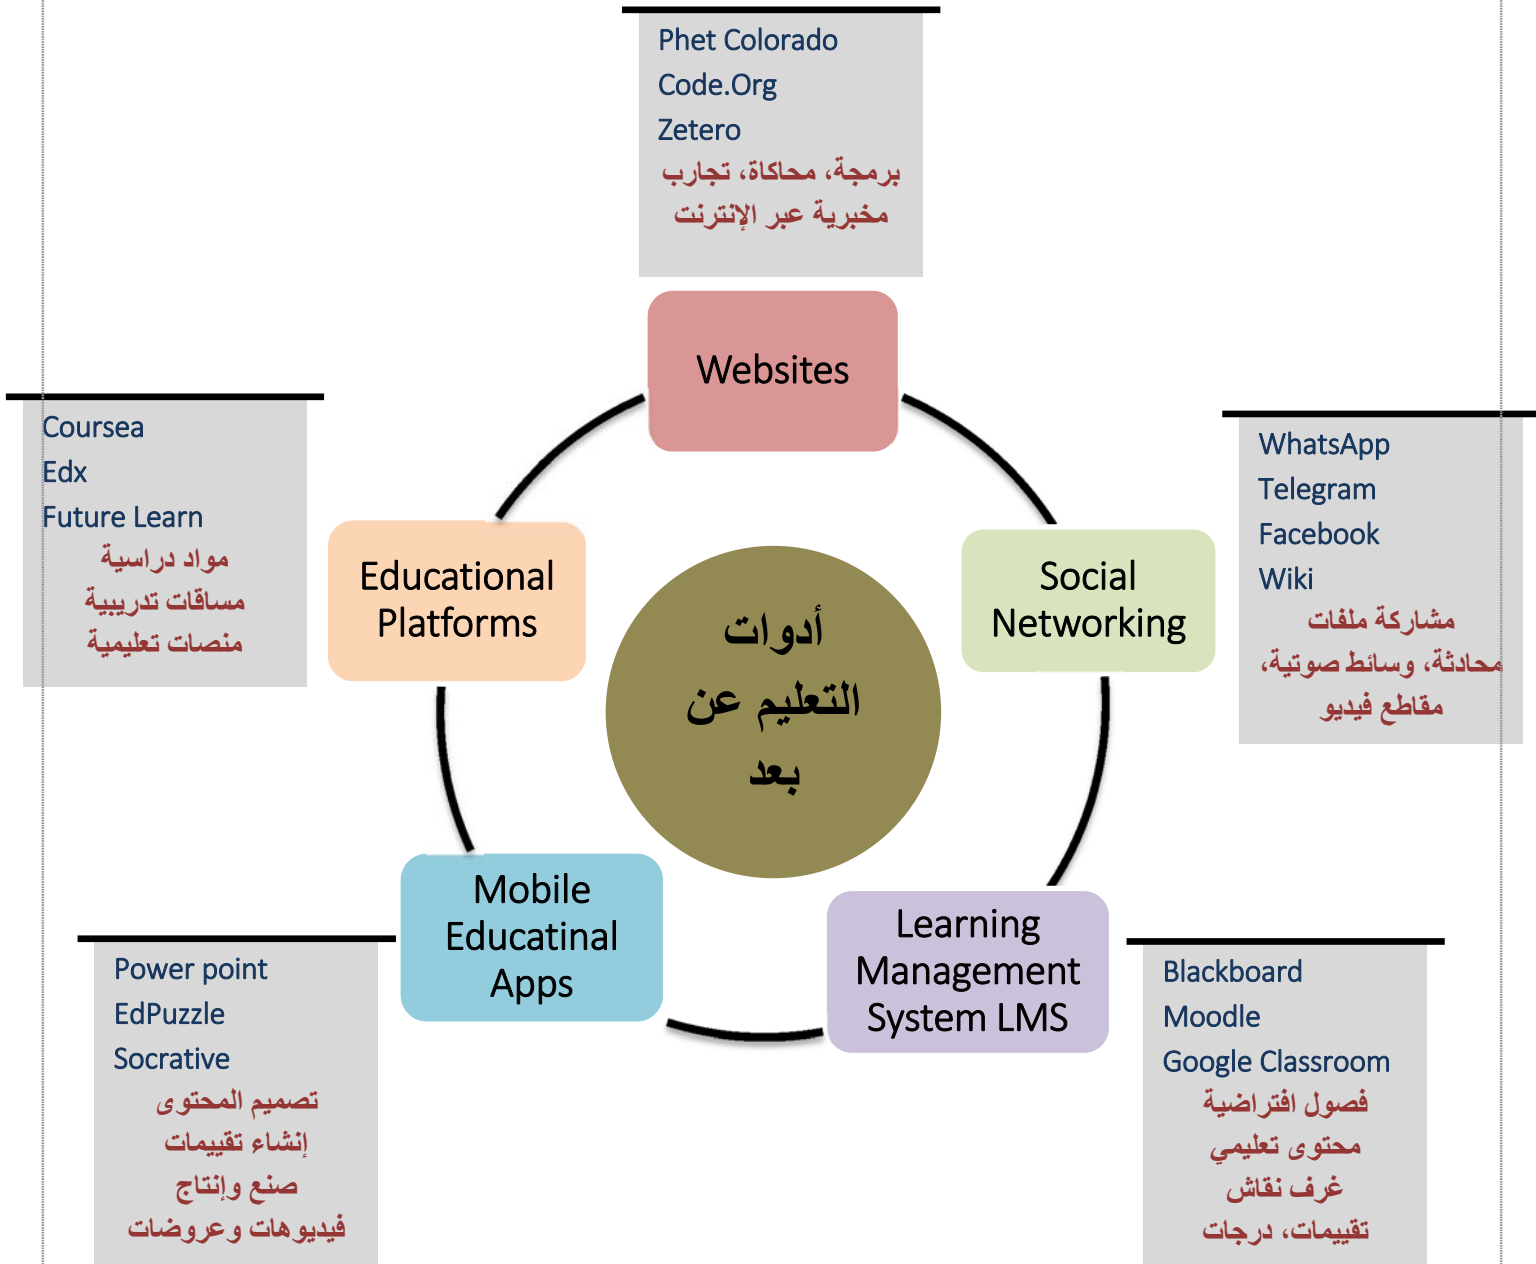 Phet Colorado
Code.Org
Zetero
برمجة، محاكاة، تجارب
مخبرية عبر الإنترنت
Websites
Coursea
Edx
Future Learn
مواد دراسية
مساقات تدريبية
منصات تعليمية
Educational
Platforms
أدوات
التعليم عن
بعد
Social
Networking
WhatsApp
Telegram
Facebook
Wiki
مشاركة ملفات
محادثة، وسائط صوتية،
مقاطع فيديو
Mobile
Educatinal
Apps
Power point
EdPuzzle
Socrative
تصميم المحتوى
إنشاء تقييمات
صنع وإنتاج
فيديوهات وعروضات
Learning
Management
System LMS
Blackboard
Moodle
Google Classroom
فصول افتراضية
محتوى تعليمي
غرف نقاش
تقييمات، درجات